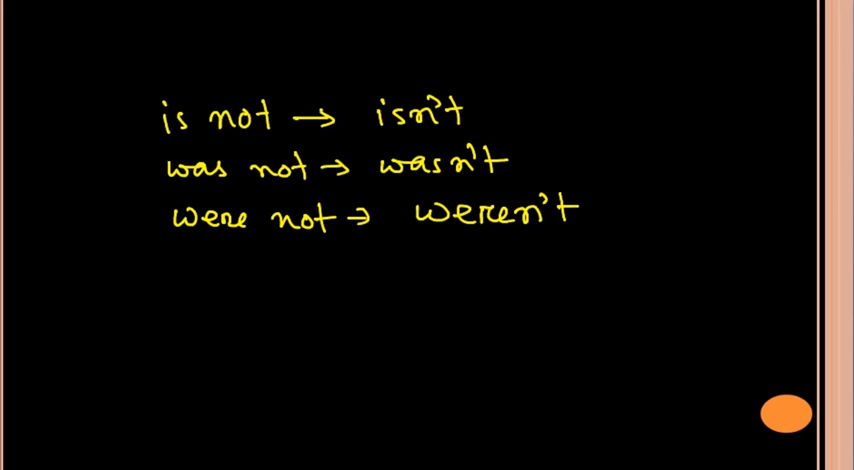 is not → isn't
was not → wasn't
were not → weren't